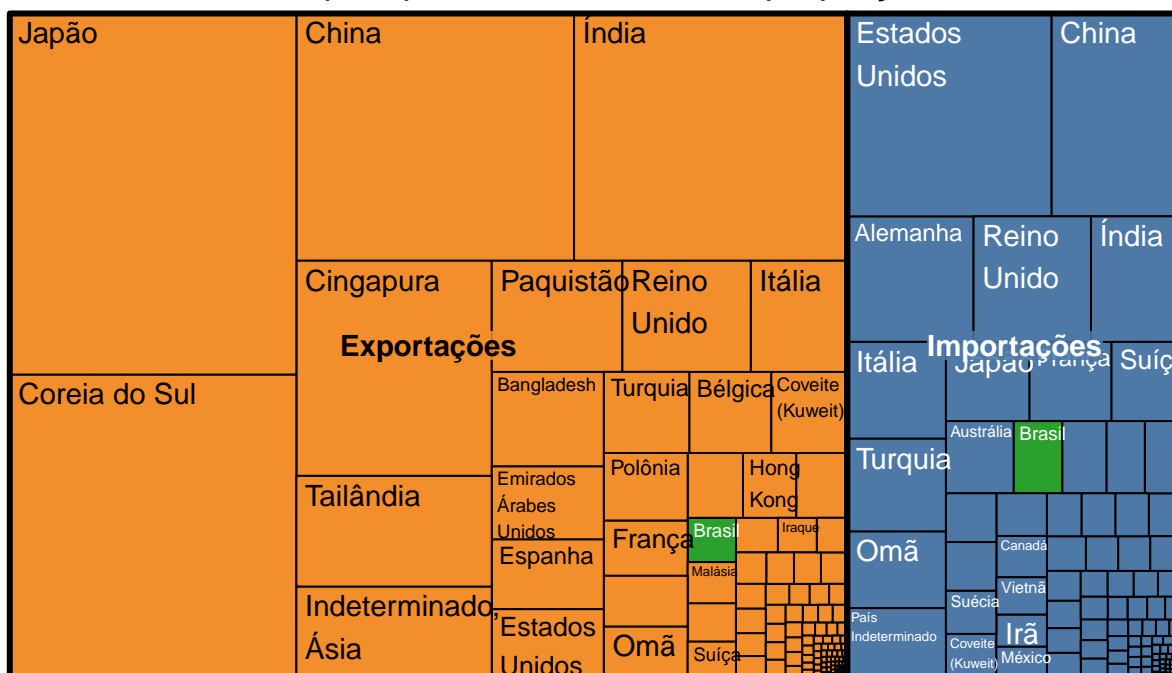 Japão
China
Índia
Coreia do Sul
Cingapura
Paquistão
Reino
Unido
Itália
Exportações
Bangladesh
Turquia
Bélgica
Coveite
(Kuweit)
Tailândia
Emirados
Árabes
Unidos
Polônia
Hong
Kong
Espanha
França
Brasil
Iraque
Malásia
Indeterminado,
Ásia
Estados
Unidos
Omã
Suíça
Estados
Unidos
China
Alemanha
Reino
Unido
Índia
Importações
Itália
Japão
França
Suíç
Austrália
Brasil
Turquia
Omã
Canadá
Suécia
Vietnã
País
Indeterminado
Irã
Coveite
(Kuweit)
México